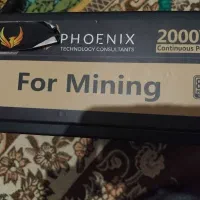 PHOENIX
TECHNOLOGY CONSULTANTS
2000
Continuous
For Mining